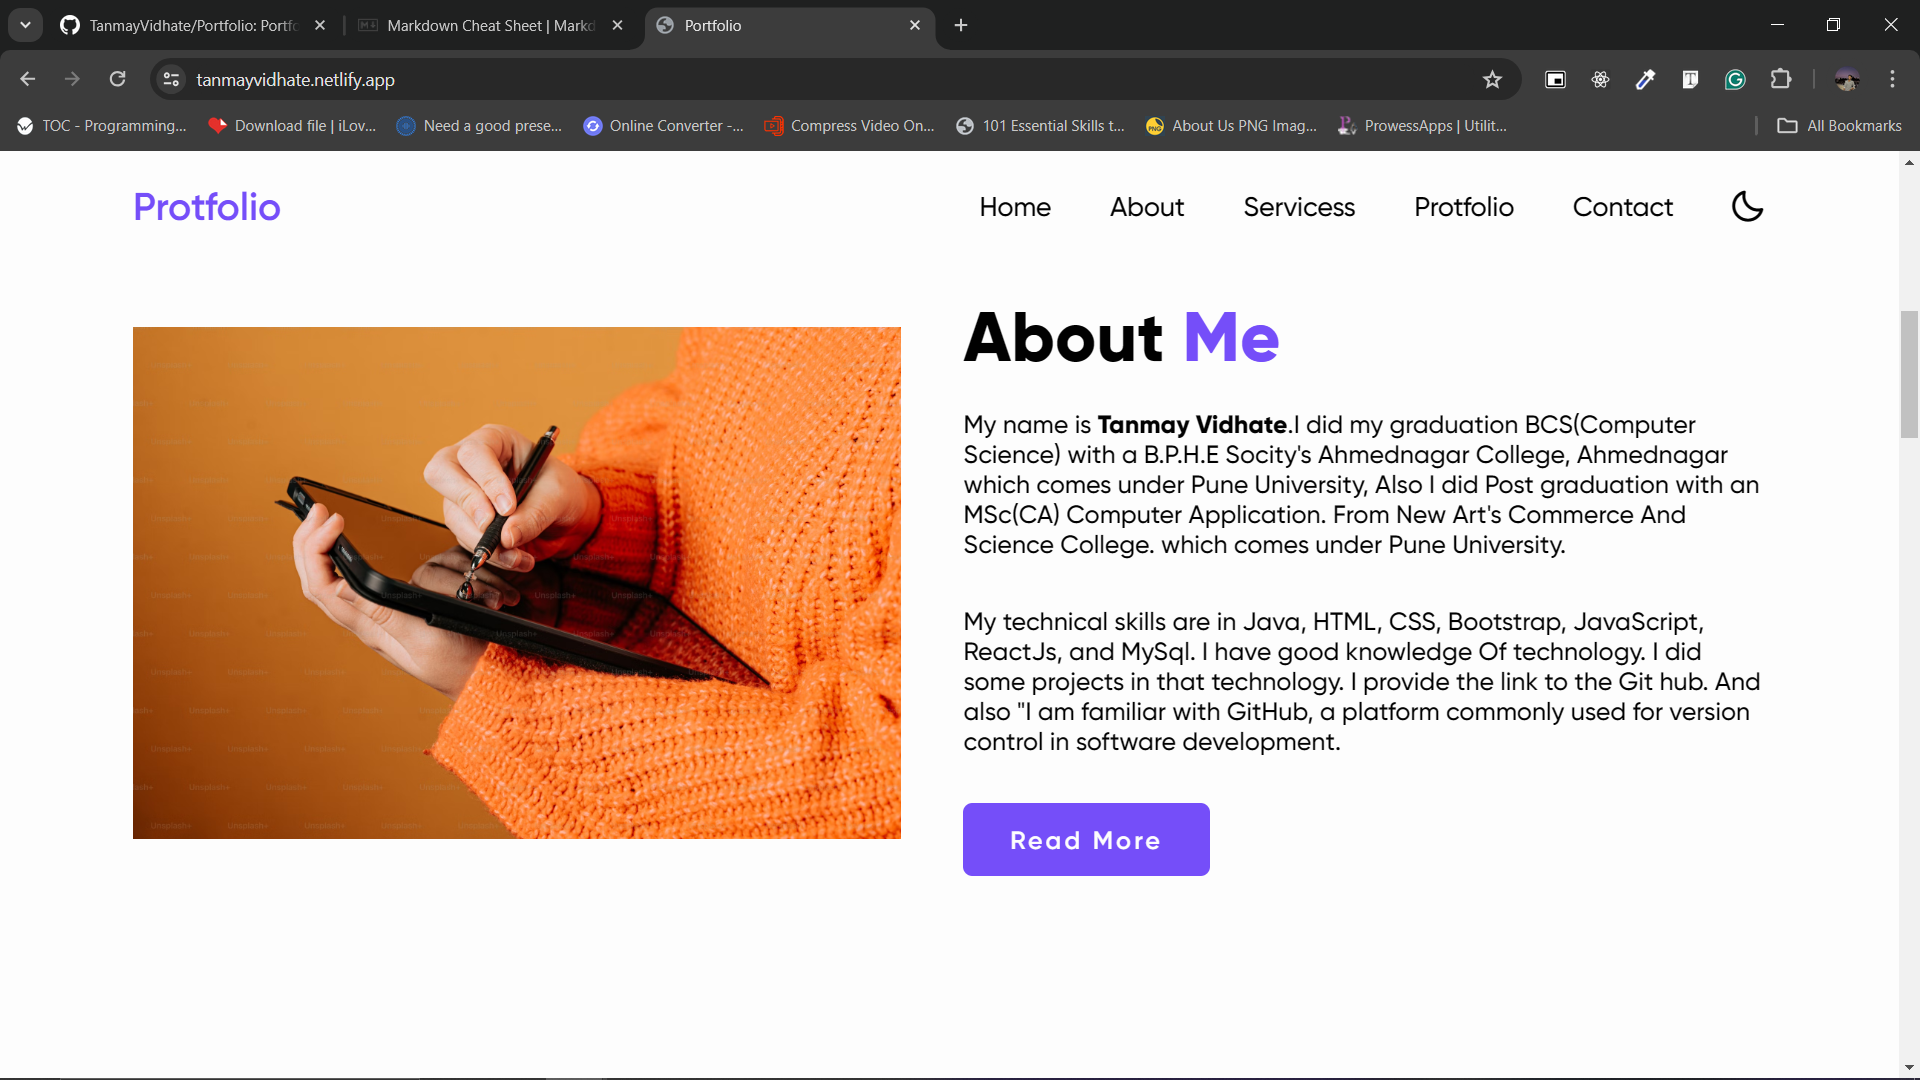 TanmayVidhate/Portfolio: Portfo
Markdown Cheat Sheet | Markd
Portfolio
tanmayvidhate.netlify.app
TOC - Programming...
Download file | iLov...
Need a good prese...
Online Converter -...
Compress Video On...
101 Essential Skills t...
About Us PNG Imag...
ProwessApps | Utilit...
All Bookmarks
Protfolio
Home
About
Servicess
Protfolio
Contact
About Me
My name is Tanmay Vidhate.I did my graduation BCS(Computer
Science) with a B.P.H.E Socity's Ahmednagar College, Ahmednagar
which comes under Pune University, Also I did Post graduation with an
MSc(CA) Computer Application. From New Art's Commerce And
Science College. which comes under Pune University.
My technical skills are in Java, HTML, CSS, Bootstrap, JavaScript,
ReactJs, and MySql. I have good knowledge Of technology. I did
some projects in that technology. I provide the link to the Git hub. And
also "I am familiar with GitHub, a platform commonly used for version
control in software development.
Read More